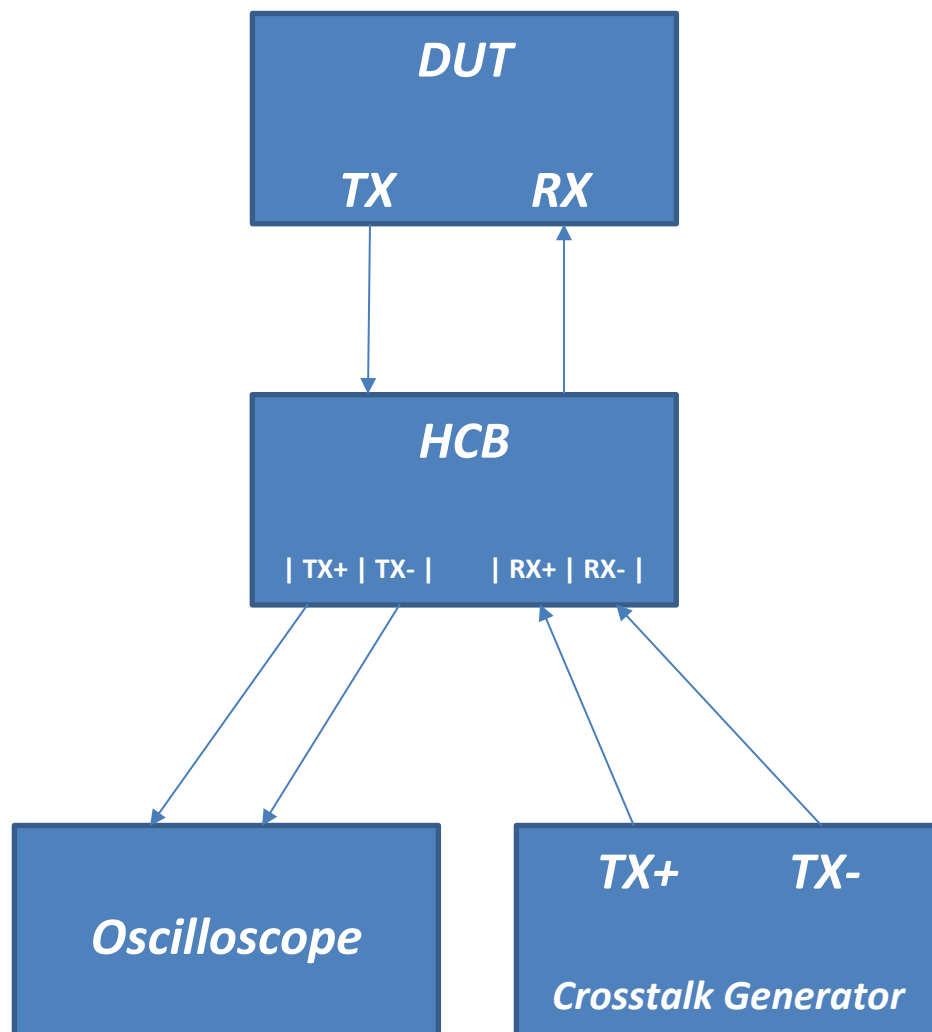 DUT
TX RX
HCB
| TX+ | TX- | | RX+ | RX- |
TX+ TX-
Oscilloscope
Crosstalk Generator